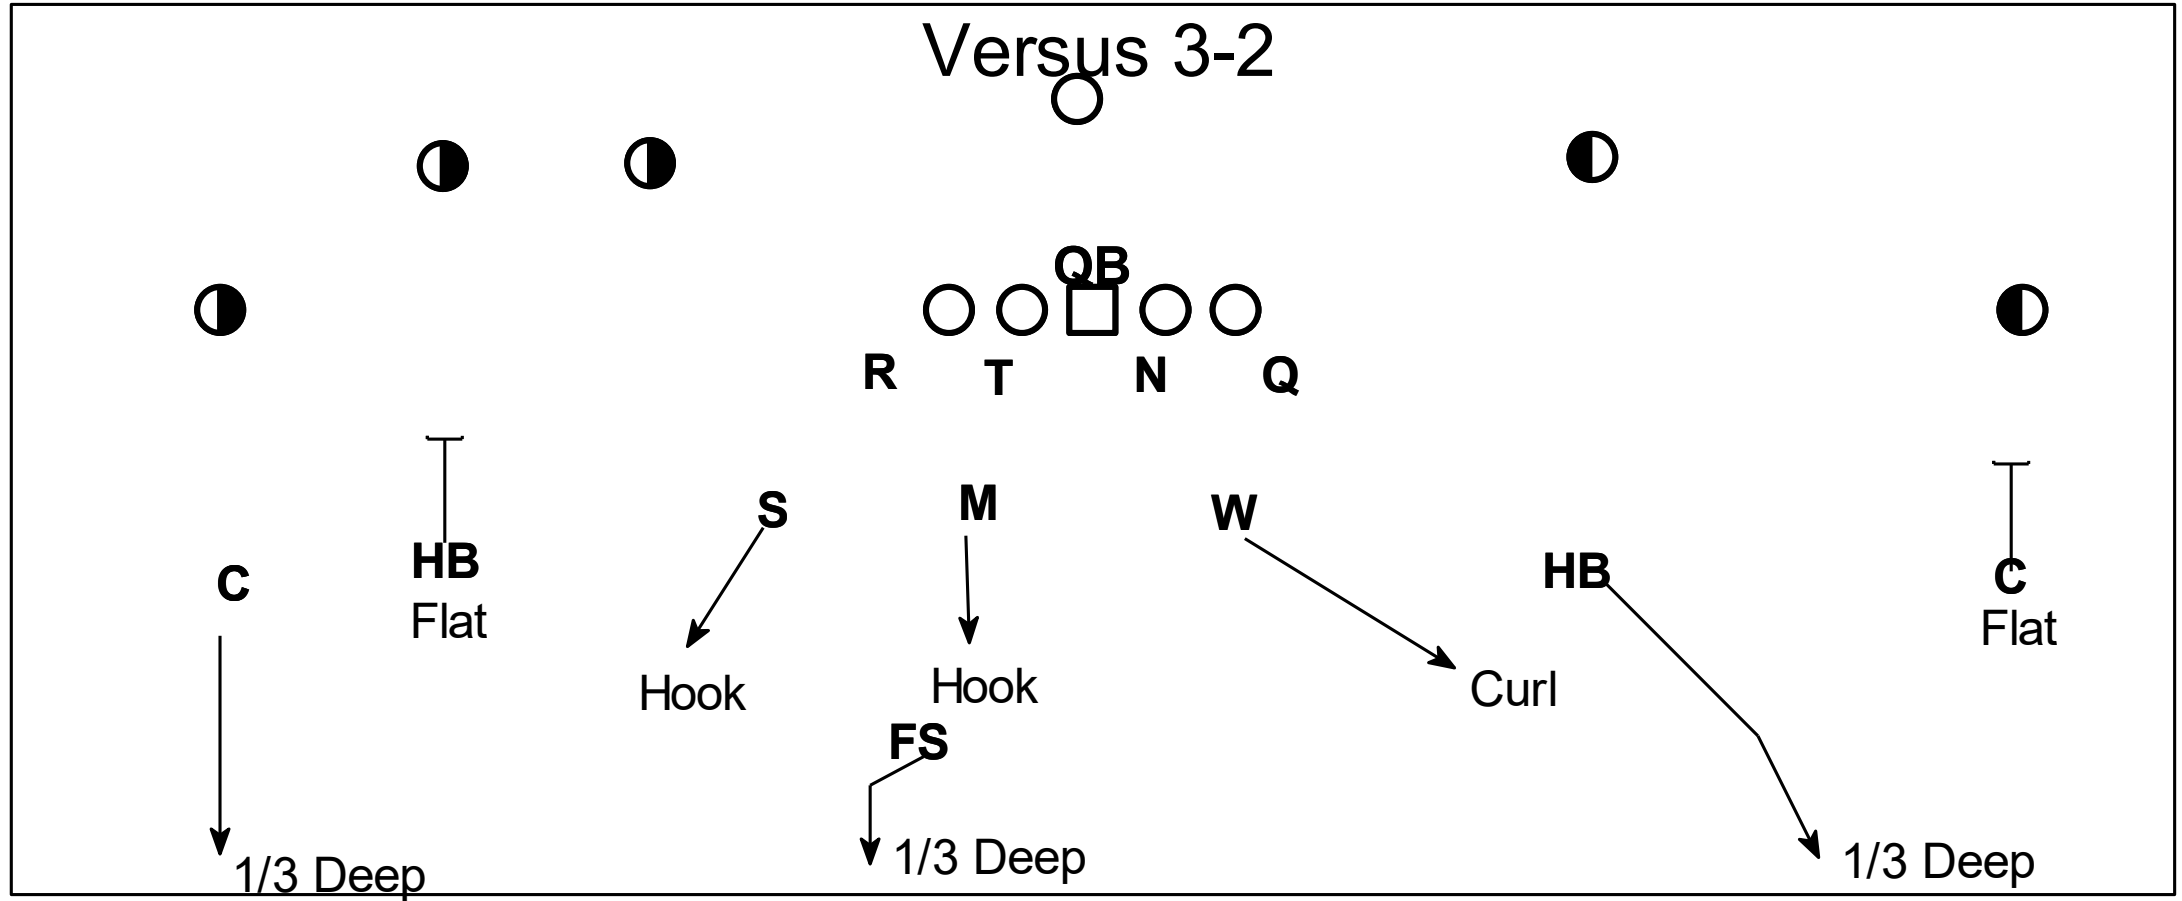 Versus 3-2
QB
R T N Q
S M W
HB HB
C C
Flat Flat
Hook Hook Curl
FS
1/3 Deep 1/3 Deep 1/3 Deep